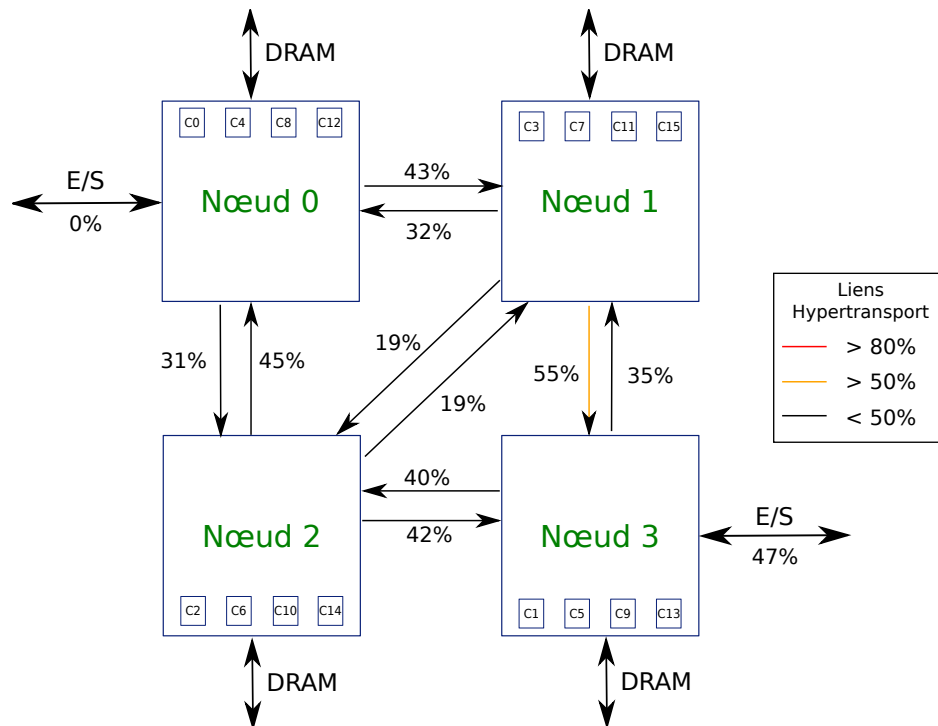 DRAM
DRAM
C0 C4 C8 C12
C3 C7 C11 C15
E/S
0%
Nœud 0
43%
32%
Nœud 1
Liens
Hypertransport
> 80%
> 50%
< 50%
31%
45%
19%
19%
55%
35%
Nœud 2
40%
42%
Nœud 3
E/S
47%
C2 C6 C10 C14
C1 C5 C9 C13
DRAM
DRAM